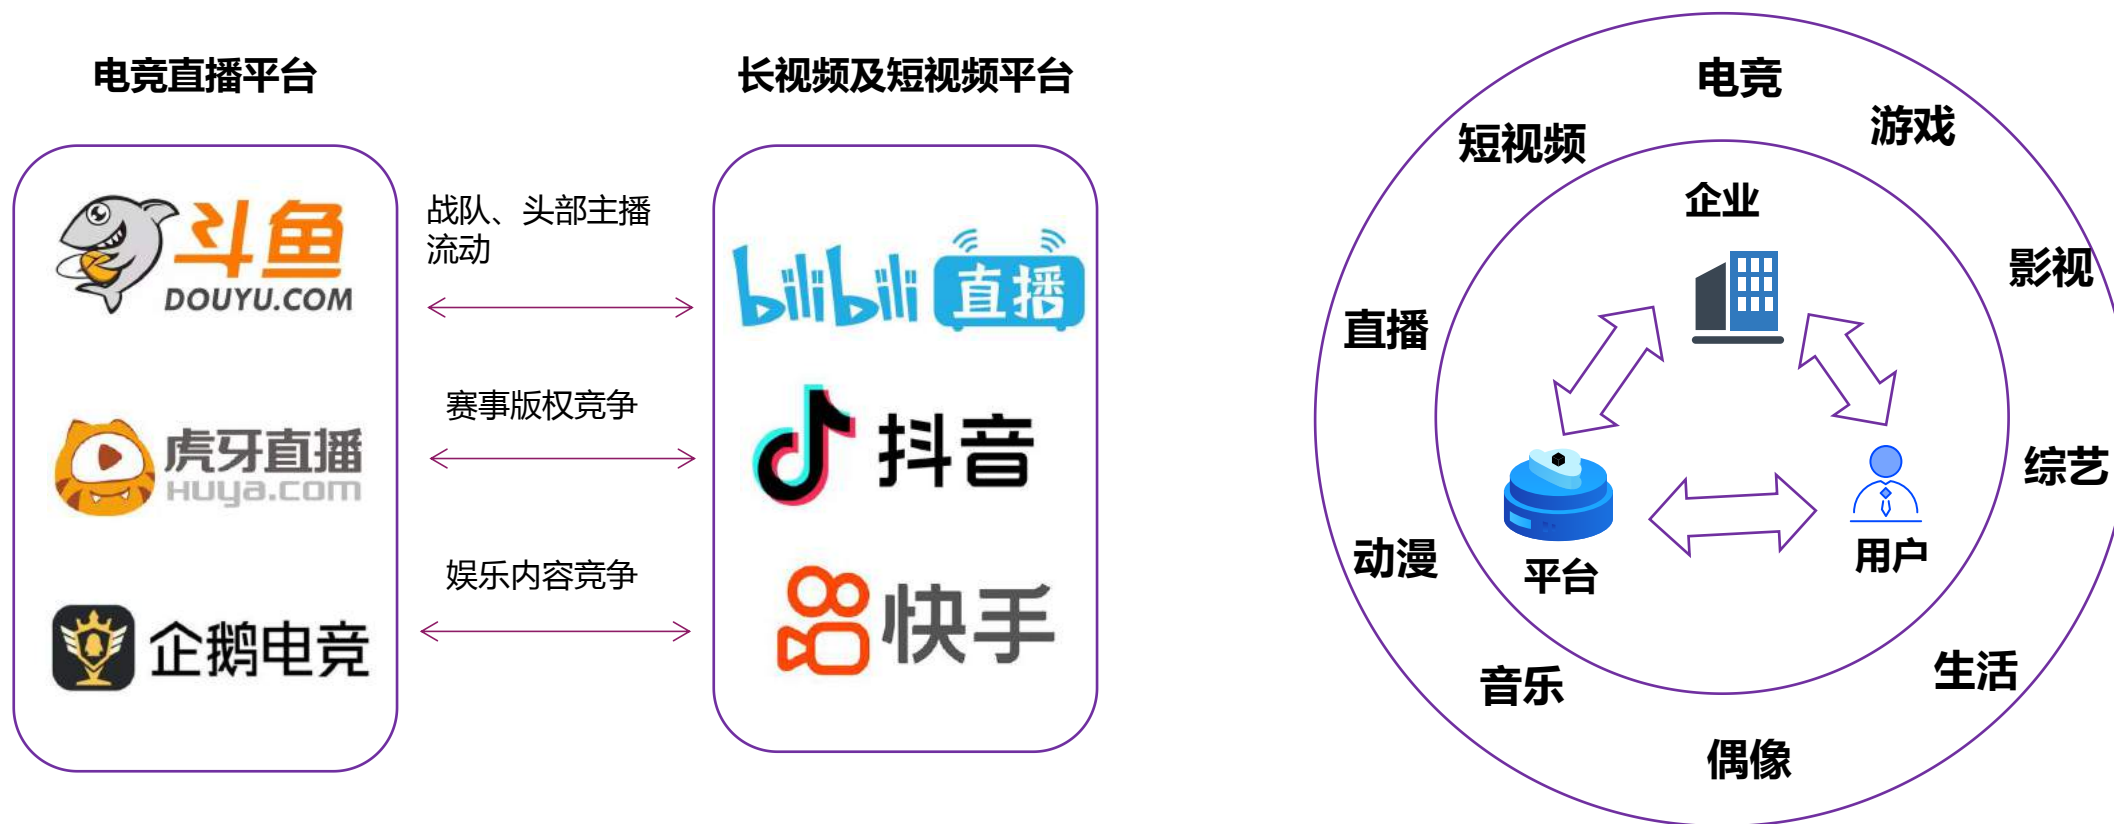 电竞直播平台
长视频及短视频平台
斗鱼
DOUYU.COM
虎牙直播
HUYA.com
企鹅电竞
战队、头部主播
流动
赛事版权竞争
娱乐内容竞争
bilibili 直播
抖音
快手
电竞
游戏
短视频
企业
影视
直播
综艺
动漫
平台
用户
生活
音乐
偶像